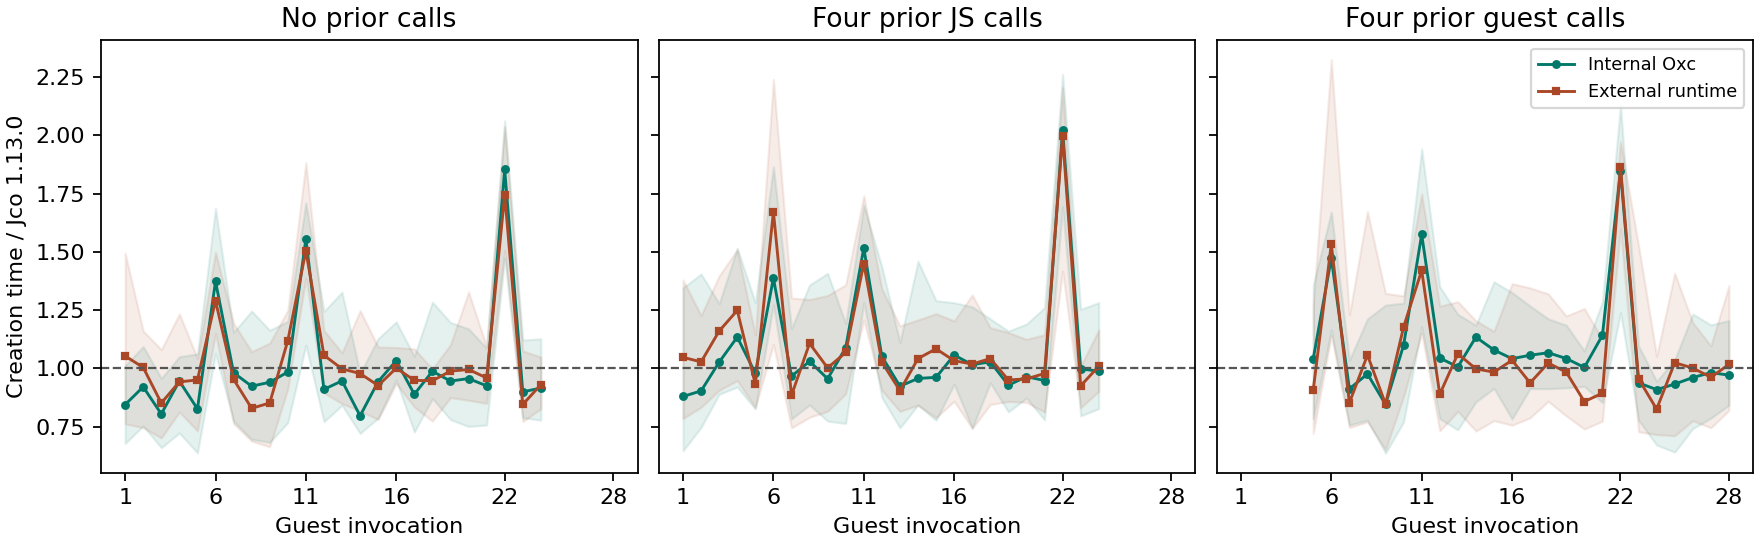 No prior calls
Four prior JS calls
Four prior guest calls
Creation time / Jco 1.13.0
2.25
2.00
1.75
1.50
1.25
1.00
0.75
Internal Oxc
External runtime
1 6 11 16 22 28
1 6 11 16 22 28
1 6 11 16 22 28
Guest invocation
Guest invocation
Guest invocation